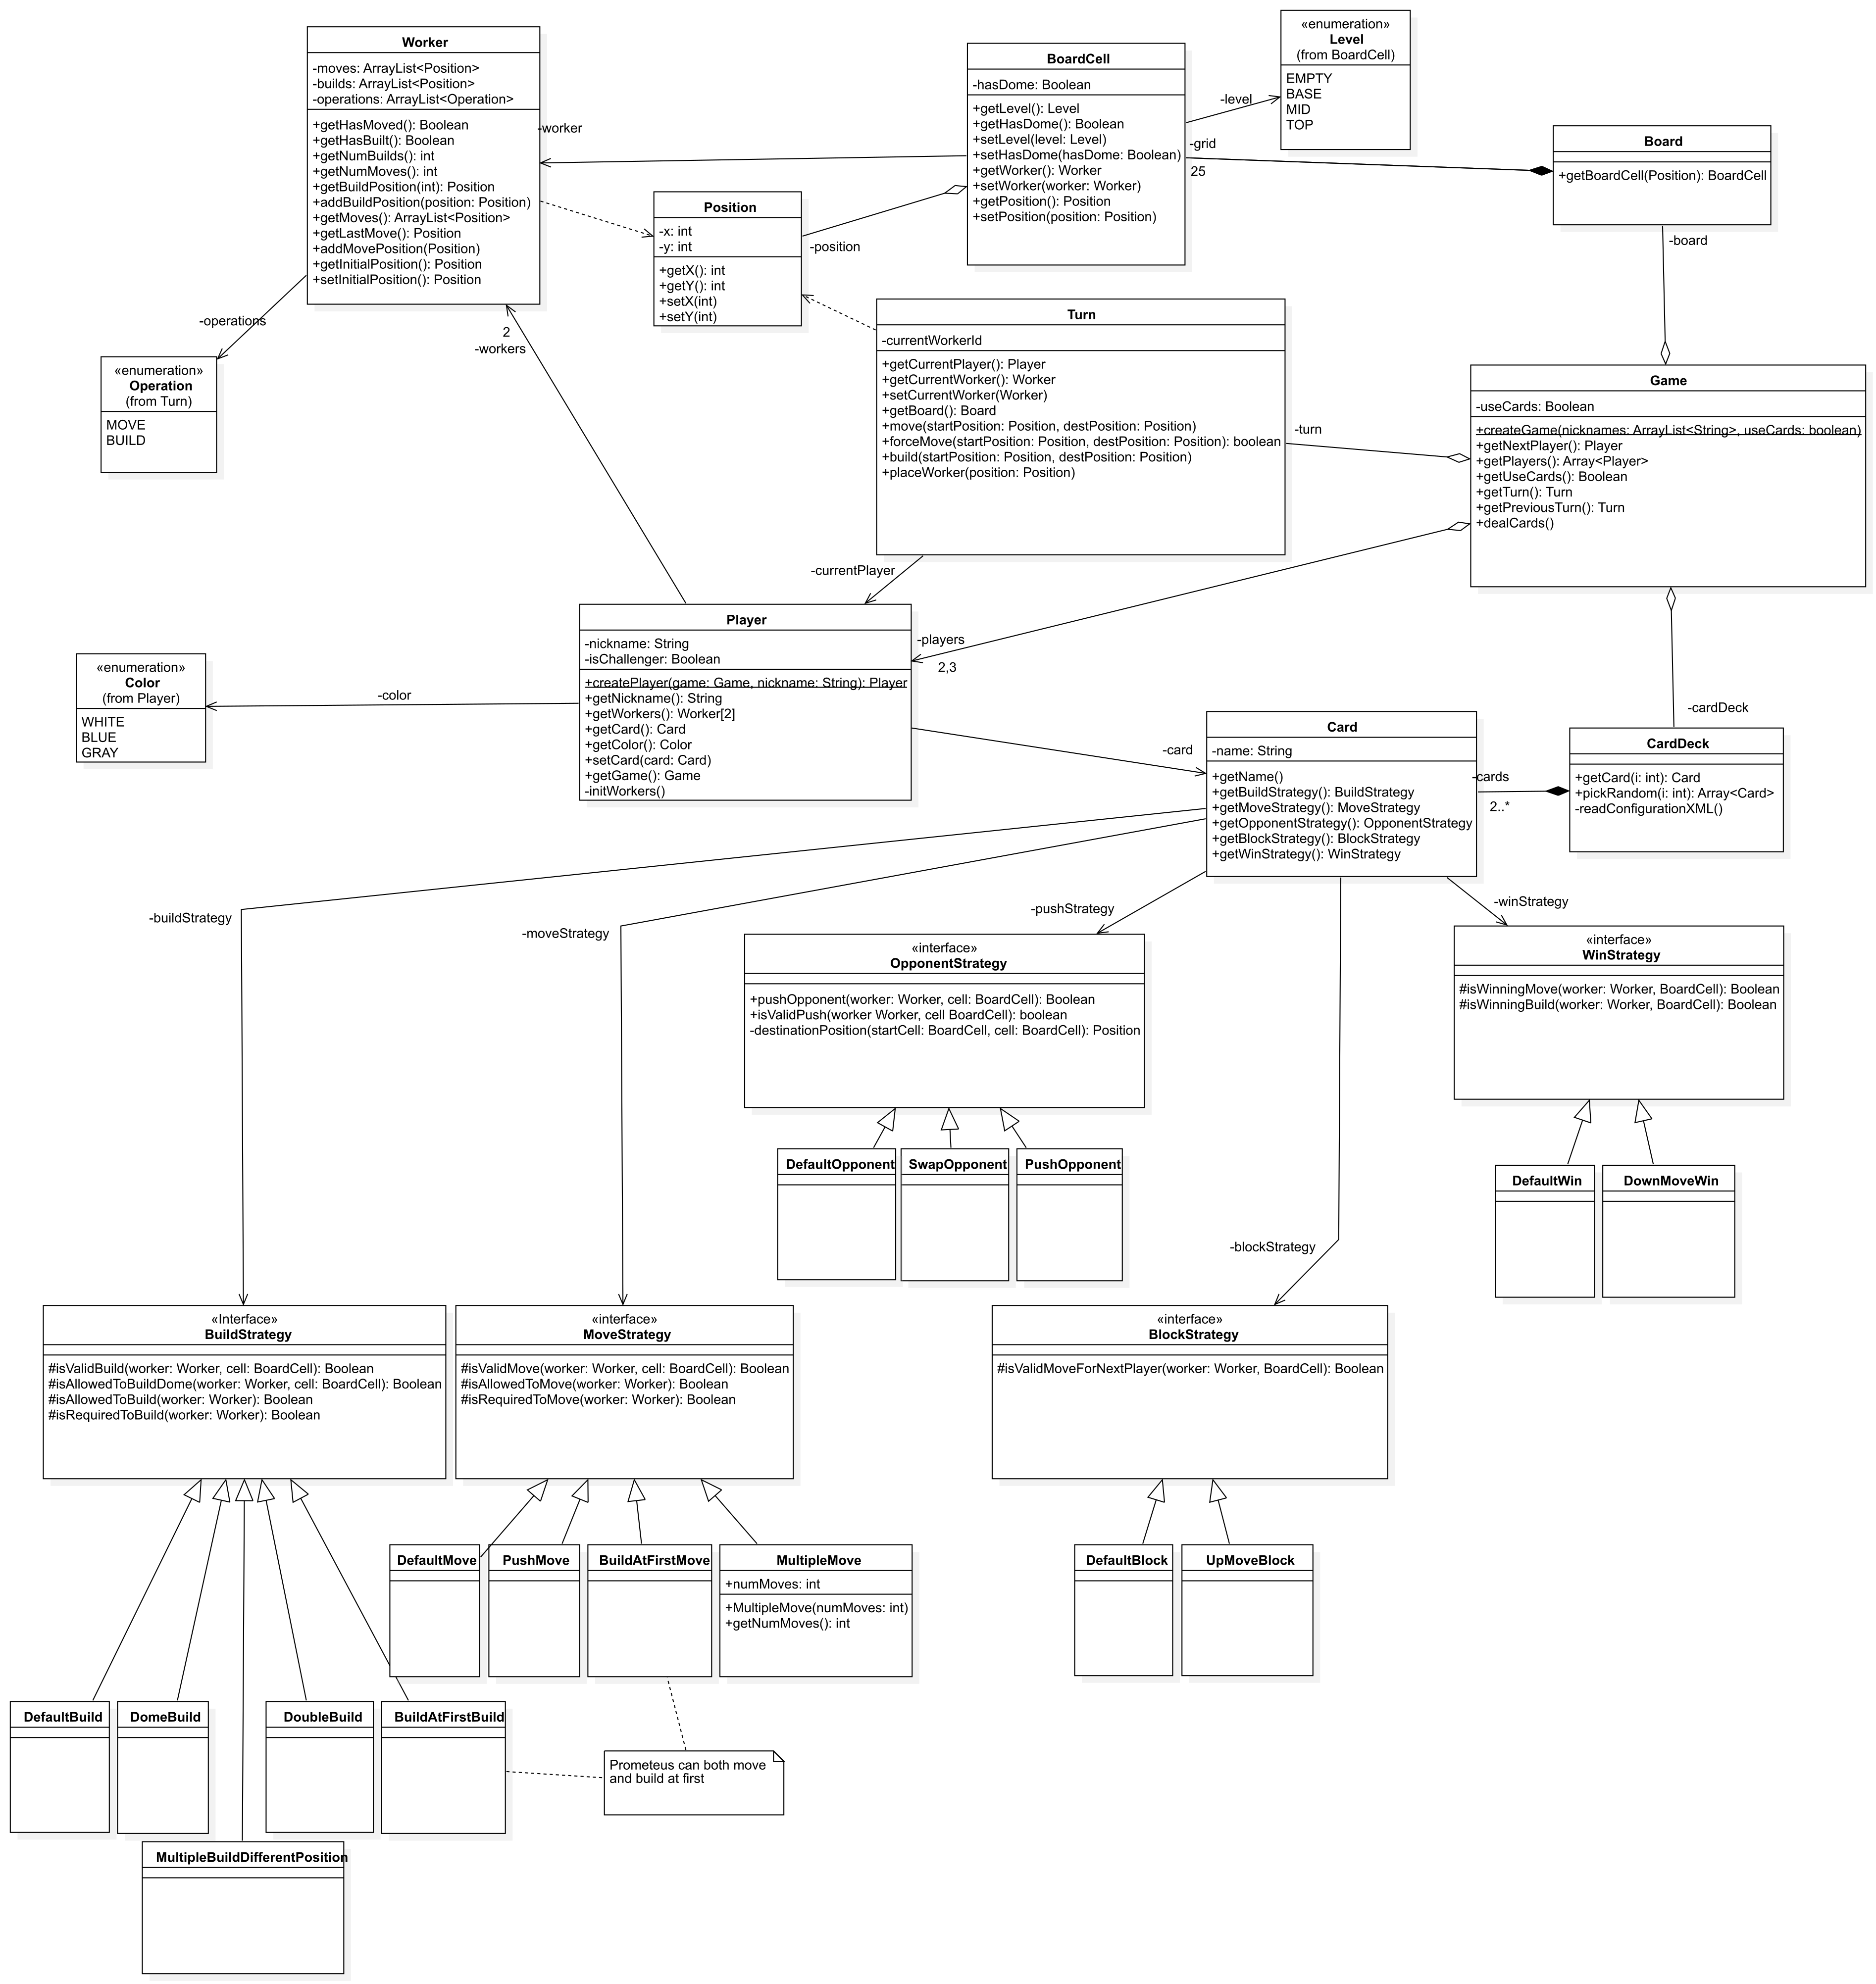 Worker
-moves: ArrayList<Position>
-builds: ArrayList<Position>
-operations: ArrayList<Operation>
+getHasMoved(): Boolean
+getHasBuilt(): Boolean
+getNumBuilds(): int
+getNumMoves(): int
+getBuildPosition(int): Position
+addBuildPosition(position: Position)
+getMoves(): ArrayList<Position>
+getLastMove(): Position
+addMovePosition(Position)
+getInitialPosition(): Position
+setInitialPosition(): Position
-worker
BoardCell
-hasDome: Boolean
+getLevel(): Level
+getHasDome(): Boolean
+setLevel(level: Level)
+setHasDome(hasDome: Boolean)
+getWorker(): Worker
+setWorker(worker: Worker)
+getPosition(): Position
+setPosition(position: Position)
-level
«enumeration»
Level
(from BoardCell)
EMPTY
BASE
MID
TOP
-grid
25
Board
+getBoardCell(Position): BoardCell
-board
Position
-x: int
-y: int
+getX(): int
+getY(): int
+setX(int)
+setY(int)
-position
-operations
2
-workers
«enumeration»
Operation
(from Turn)
MOVE
BUILD
Turn
-currentWorkerId
+getCurrentPlayer(): Player
+getCurrentWorker(): Worker
+setCurrentWorker(Worker)
+getBoard(): Board
+move(startPosition: Position, destPosition: Position)
+forceMove(startPosition: Position, destPosition: Position): boolean
+build(startPosition: Position, destPosition: Position)
+placeWorker(position: Position)
-turn
Game
-useCards: Boolean
+createGame(nicknames: ArrayList<String>, useCards: boolean)
+getNextPlayer(): Player
+getPlayers(): Array<Player>
+getUseCards(): Boolean
+getTurn(): Turn
+getPreviousTurn(): Turn
+dealCards()
-currentPlayer
-players
2,3
Player
-nickname: String
-isChallenger: Boolean
+createPlayer(game: Game, nickname: String): Player
+getNickname(): String
+getWorkers(): Worker[2]
+getCard(): Card
+getColor(): Color
+setCard(card: Card)
+getGame(): Game
-initWorkers()
«enumeration»
Color
(from Player)
WHITE
BLUE
GRAY
-color
-card
Card
-name: String
+getName()
+getBuildStrategy(): BuildStrategy
+getMoveStrategy(): MoveStrategy
+getOpponentStrategy(): OpponentStrategy
+getBlockStrategy(): BlockStrategy
+getWinStrategy(): WinStrategy
-cards
2..*
-cardDeck
CardDeck
+getCard(i: int): Card
+pickRandom(i: int): Array<Card>
-readConfigurationXML()
-buildStrategy
-moveStrategy
-pushStrategy
-winStrategy
-blockStrategy
«interface»
OpponentStrategy
+pushOpponent(worker: Worker, cell: BoardCell): Boolean
+isValidPush(worker Worker, cell BoardCell): boolean
-destinationPosition(startCell: BoardCell, cell: BoardCell): Position
«interface»
WinStrategy
#isWinningMove(worker: Worker, BoardCell): Boolean
#isWinningBuild(worker: Worker, BoardCell): Boolean
DefaultOpponent
SwapOpponent
PushOpponent
DefaultWin
DownMoveWin
«Interface»
BuildStrategy
#isValidBuild(worker: Worker, cell: BoardCell): Boolean
#isAllowedToBuildDome(worker: Worker, cell: BoardCell): Boolean
#isAllowedToBuild(worker: Worker): Boolean
#isRequiredToBuild(worker: Worker): Boolean
«interface»
MoveStrategy
#isValidMove(worker: Worker, cell: BoardCell): Boolean
#isAllowedToMove(worker: Worker): Boolean
#isRequiredToMove(worker: Worker): Boolean
«interface»
BlockStrategy
#isValidMoveForNextPlayer(worker: Worker, BoardCell): Boolean
DefaultMove
PushMove
BuildAtFirstMove
MultipleMove
+numMoves: int
+MultipleMove(numMoves: int)
+getNumMoves(): int
DefaultBlock
UpMoveBlock
DefaultBuild
DomeBuild
DoubleBuild
BuildAtFirstBuild
Prometeus can both move
and build at first
MultipleBuildDifferentPosition